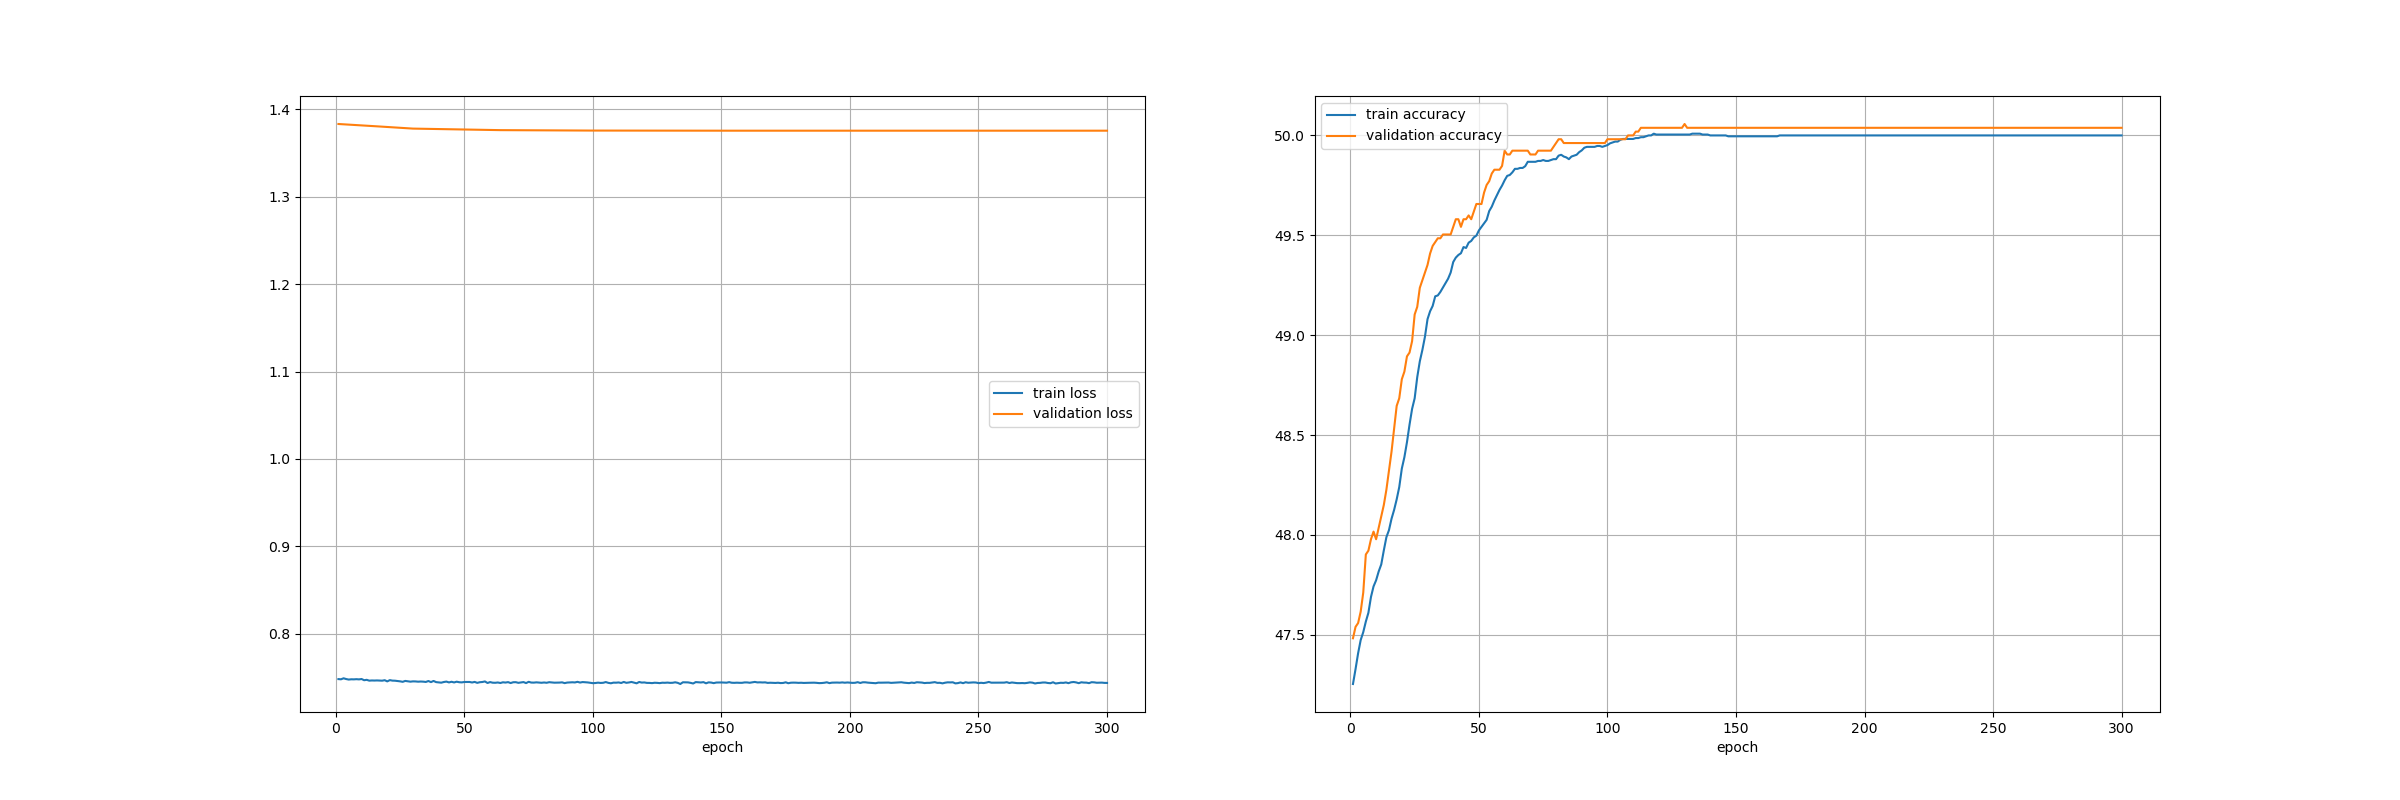 1.4
1.3
1.2
1.1
1.0
0.9
0.8
train loss
validation loss
0 50 100 150 200 250 300
epoch
50.0
49.5
49.0
48.5
48.0
47.5
train accuracy
validation accuracy
0 50 100 150 200 250 300
epoch